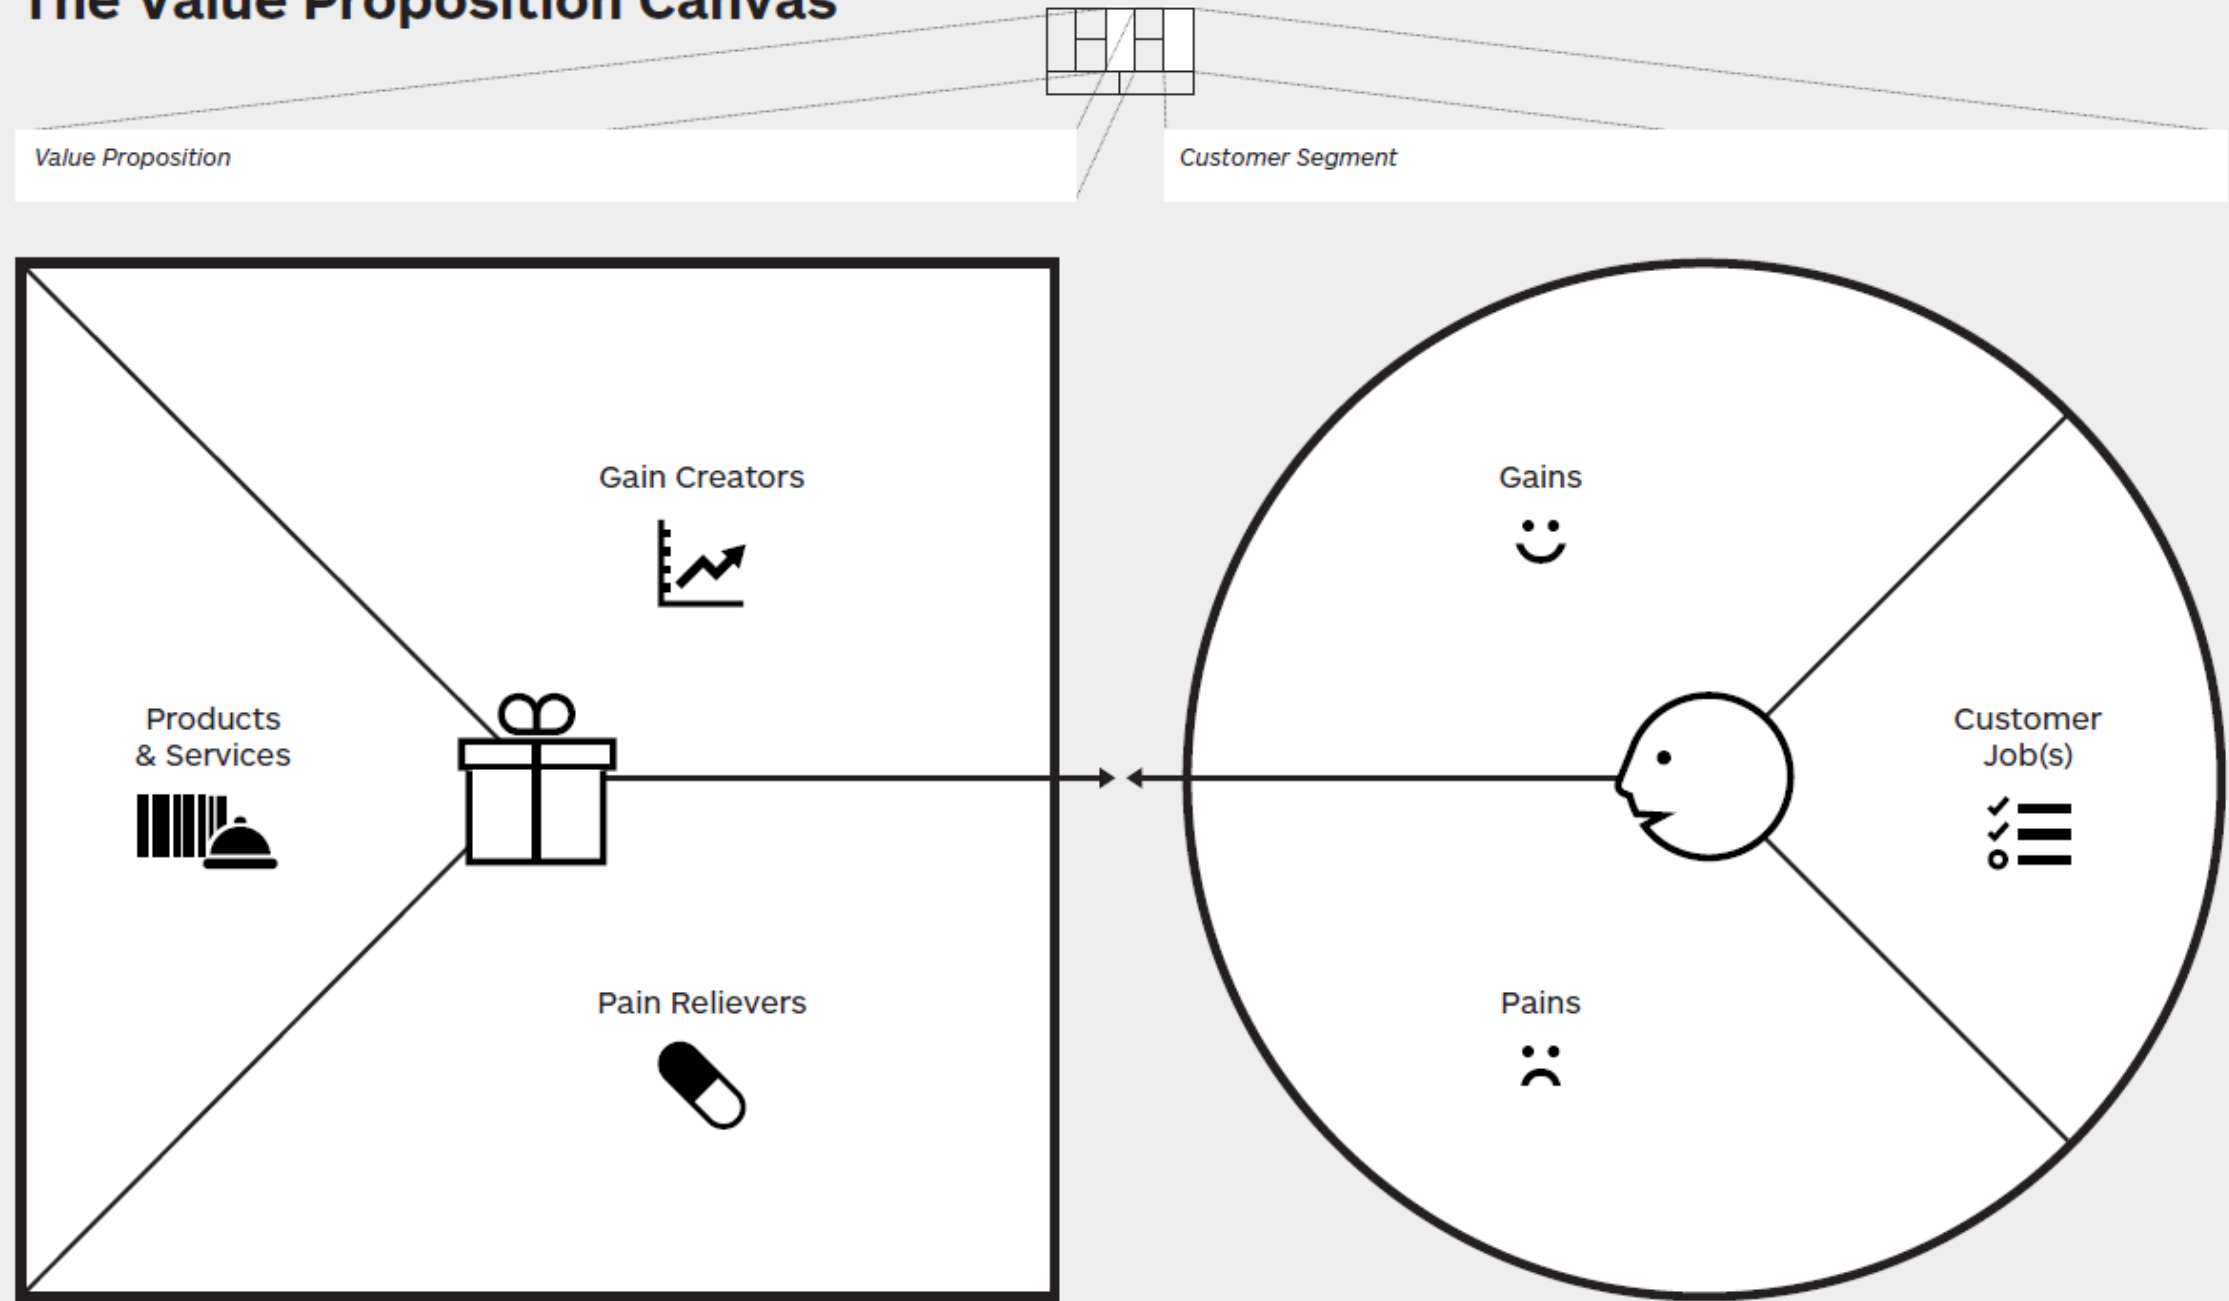 The Value Proposition Canvas
Value Proposition
Customer Segment
Gain Creators
Gains
Products
& Services
Customer
Job(s)
Pain Relievers
Pains